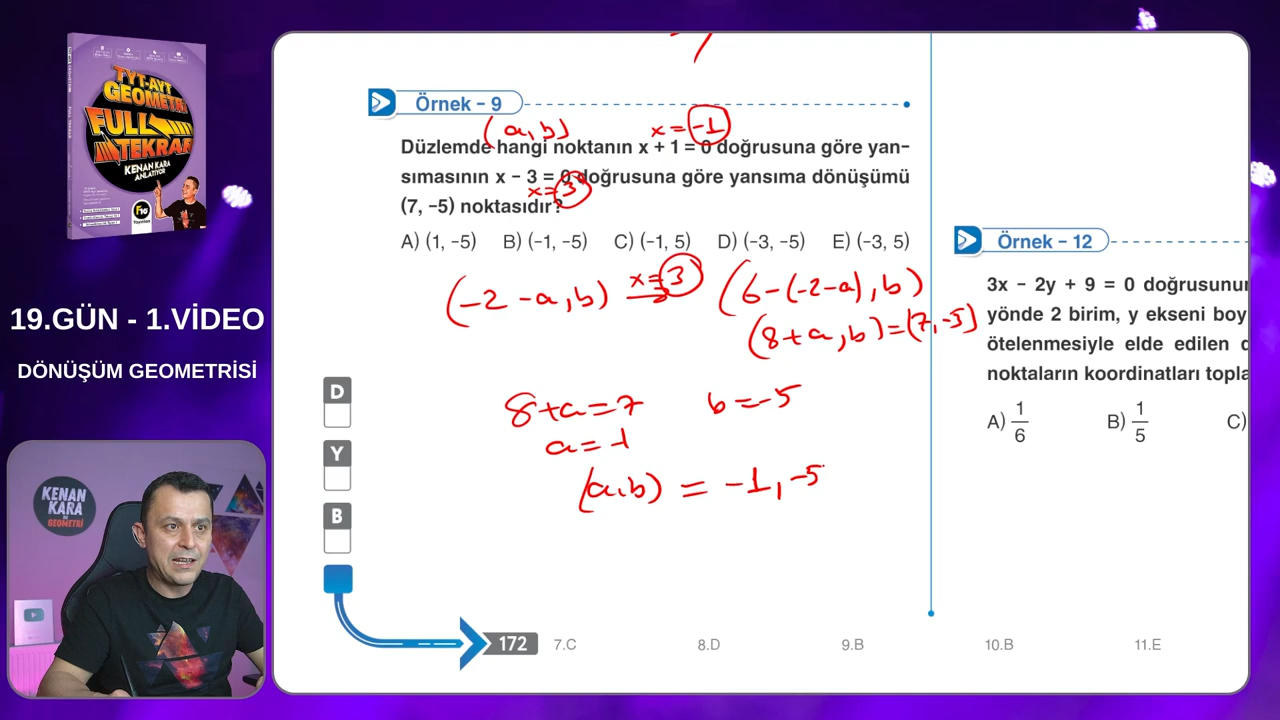 TYT-AYT
GEOMETRİ
FULL
TEKRAR
KENAN KARA
ANLATIYOR
F10
Yayınları
19.GÜN - 1.VİDEO
DÖNÜŞÜM GEOMETRİSİ
KENAN
KARA
GEOMETRİ
Örnek - 9
(a,b) x = -1
Düzlemde hangi noktanın x + 1 = 0 doğrusuna göre yan-
sımasının x - 3 = 0 doğrusuna göre yansıma dönüşümü
x=3
(7, -5) noktasıdır?
A) (1, -5) B) (-1, -5) C) (-1, 5) D) (-3, -5) E) (-3, 5)
(-2 -a, b) x=3 → (6-(-2-a), b)
(8+a, b)=(7,-5)
8+a=7 b=-5
a=-1
(a,b) = -1,-5
D
Y
B
172 7.C 8.D 9.B 10.B 11.E
Örnek - 12
3x - 2y + 9 = 0 doğrusunun
yönde 2 birim, y ekseni boy
ötelenmesiyle elde edilen d
noktaların koordinatları topla
A) 1/6 B) 1/5 C)